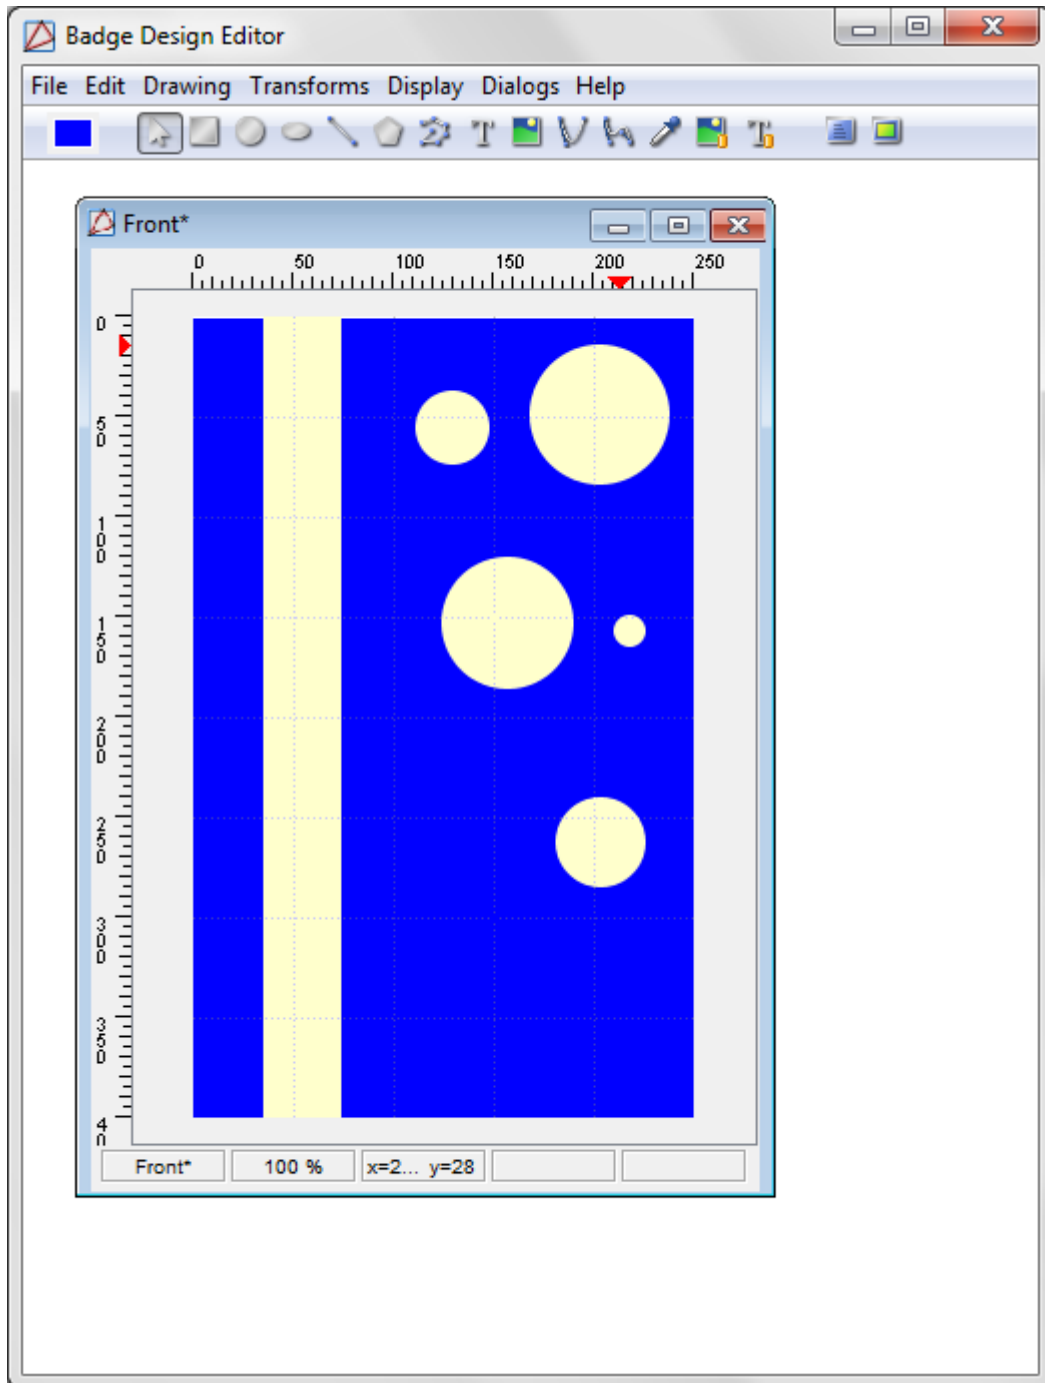 Badge Design Editor
File Edit Drawing Transforms Display Dialogs Help
Front*
0 50 100 150 200 250
0
50
100
150
200
250
300
350
40
Front* 100 % x=2... y=28